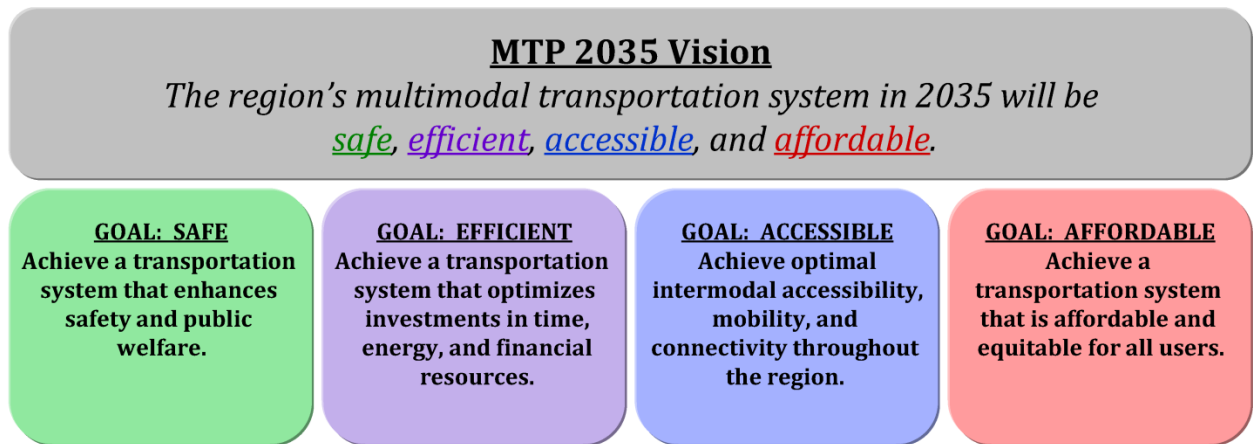 MTP 2035 Vision
The region’s multimodal transportation system in 2035 will be
safe, efficient, accessible, and affordable.
GOAL:  SAFE
Achieve a transportation
system that enhances
safety and public
welfare.
GOAL:  EFFICIENT
Achieve a transportation
system that optimizes
investments in time,
energy, and financial
resources.
GOAL:  ACCESSIBLE
Achieve optimal
intermodal accessibility,
mobility, and
connectivity throughout
the region.
GOAL:  AFFORDABLE
Achieve a
transportation system
that is affordable and
equitable for all users.